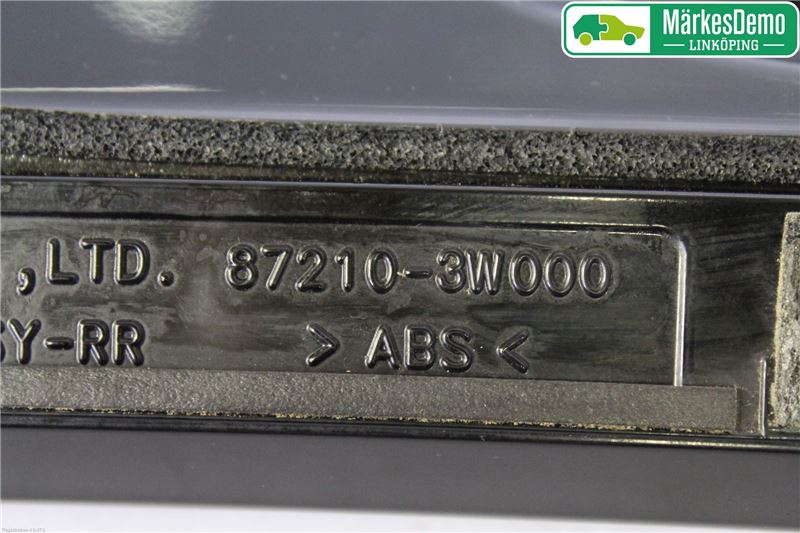 MärkesDemo
LINKÖPING
,LTD. 87210-3W000
SY-RR > ABS <